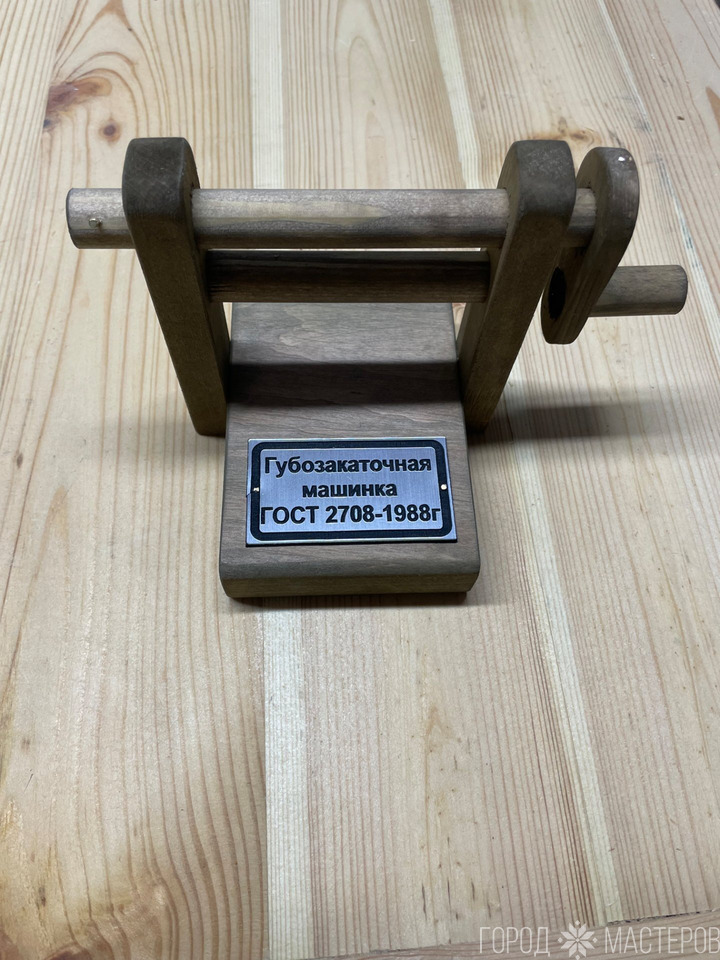 Губозакаточная
машинка
ГОСТ 2708-1988г
ГОРОД МАСТЕРОВ